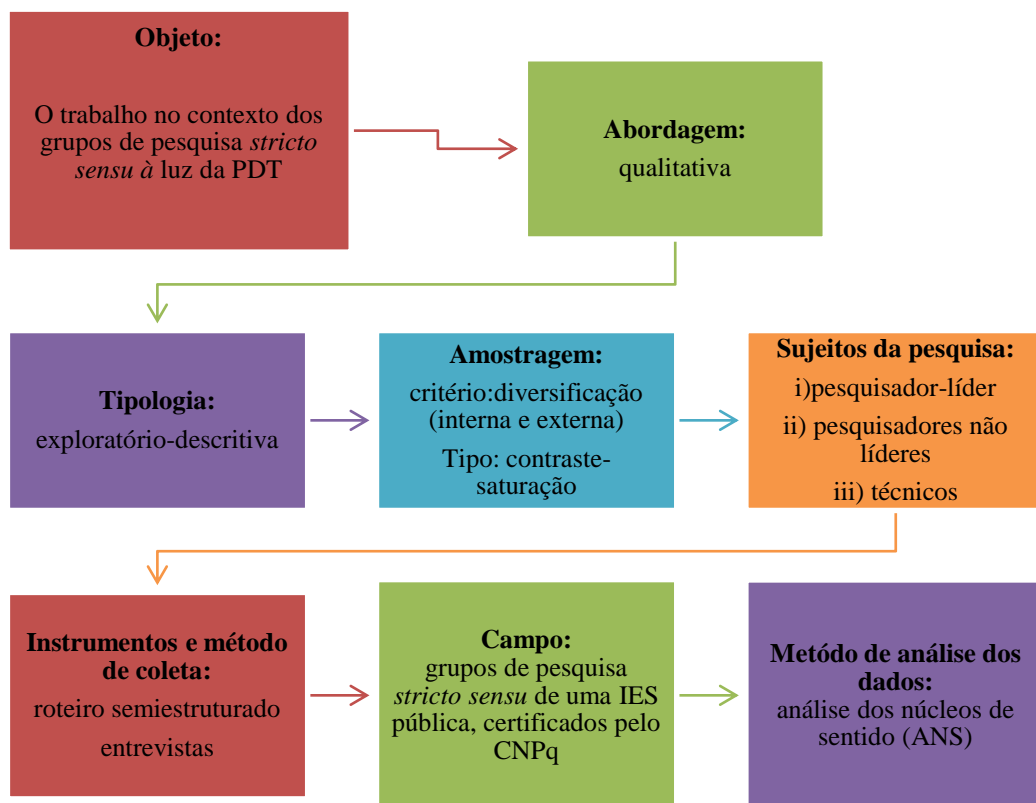 Objeto:
O trabalho no contexto dos
grupos de pesquisa stricto
sensu à luz da PDT
Abordagem:
qualitativa
Tipologia:
exploratório-descritiva
Amostragem:
critério:diversificação
(interna e externa)
Tipo: contraste-
saturação
Sujeitos da pesquisa:
i)pesquisador-líder
ii) pesquisadores não
líderes
iii) técnicos
Instrumentos e método
de coleta:
roteiro semiestruturado
entrevistas
Campo:
grupos de pesquisa
stricto sensu de uma IES
pública, certificados pelo
CNPq
Metódo de análise dos
dados:
análise dos núcleos de
sentido (ANS)